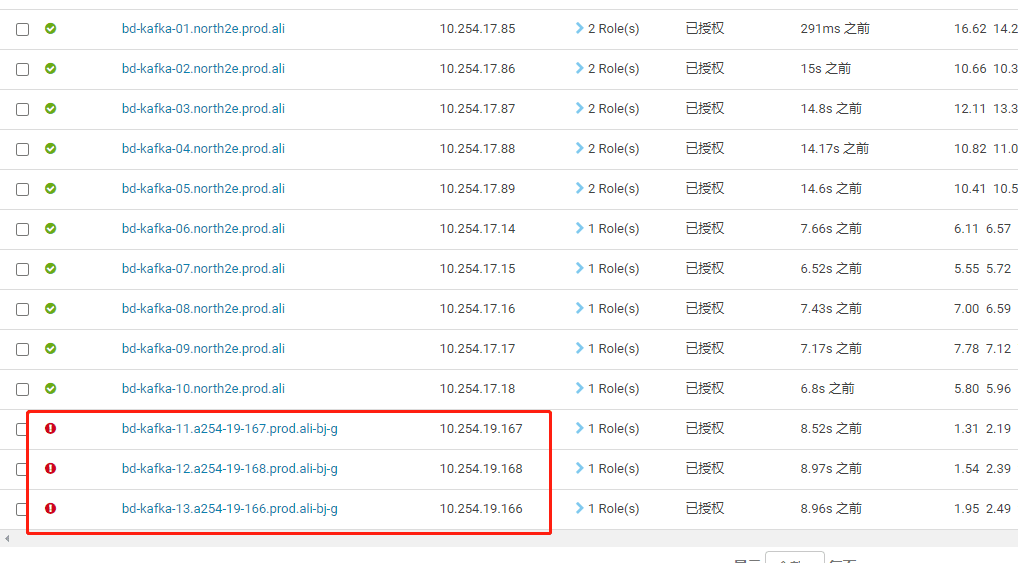 bd-kafka-01.north2e.prod.ali 10.254.17.85 2 Role(s) 已授权 291ms 之前 16.62 14.2
bd-kafka-02.north2e.prod.ali 10.254.17.86 2 Role(s) 已授权 15s 之前 10.66 10.3
bd-kafka-03.north2e.prod.ali 10.254.17.87 2 Role(s) 已授权 14.8s 之前 12.11 13.3
bd-kafka-04.north2e.prod.ali 10.254.17.88 2 Role(s) 已授权 14.17s 之前 10.82 11.0
bd-kafka-05.north2e.prod.ali 10.254.17.89 2 Role(s) 已授权 14.6s 之前 10.41 10.5
bd-kafka-06.north2e.prod.ali 10.254.17.14 1 Role(s) 已授权 7.66s 之前 6.11 6.57
bd-kafka-07.north2e.prod.ali 10.254.17.15 1 Role(s) 已授权 6.52s 之前 5.55 5.72
bd-kafka-08.north2e.prod.ali 10.254.17.16 1 Role(s) 已授权 7.43s 之前 7.00 6.59
bd-kafka-09.north2e.prod.ali 10.254.17.17 1 Role(s) 已授权 7.17s 之前 7.78 7.12
bd-kafka-10.north2e.prod.ali 10.254.17.18 1 Role(s) 已授权 6.8s 之前 5.80 5.96
bd-kafka-11.a254-19-167.prod.ali-bj-g 10.254.19.167 1 Role(s) 已授权 8.52s 之前 1.31 2.19
bd-kafka-12.a254-19-168.prod.ali-bj-g 10.254.19.168 1 Role(s) 已授权 8.97s 之前 1.54 2.39
bd-kafka-13.a254-19-166.prod.ali-bj-g 10.254.19.166 1 Role(s) 已授权 8.96s 之前 1.95 2.49